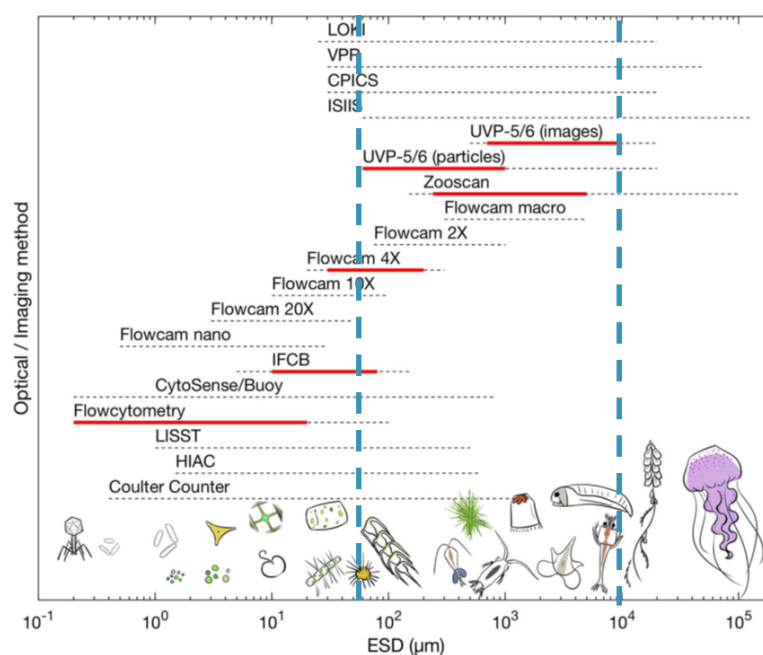 LOKI
VPR
CPICS
ISIIS
UVP-5/6 (images)
UVP-5/6 (particles)
Zooscan
Flowcam macro
Flowcam 2X
Flowcam 4X
Flowcam 10X
Flowcam 20X
Flowcam nano
IFCB
CytoSense/Buoy
Flowcytometry
LISST
HIAC
Coulter Counter
Optical / Imaging method
10⁻¹ 10⁰ 10¹ 10² 10³ 10⁴ 10⁵
ESD (µm)